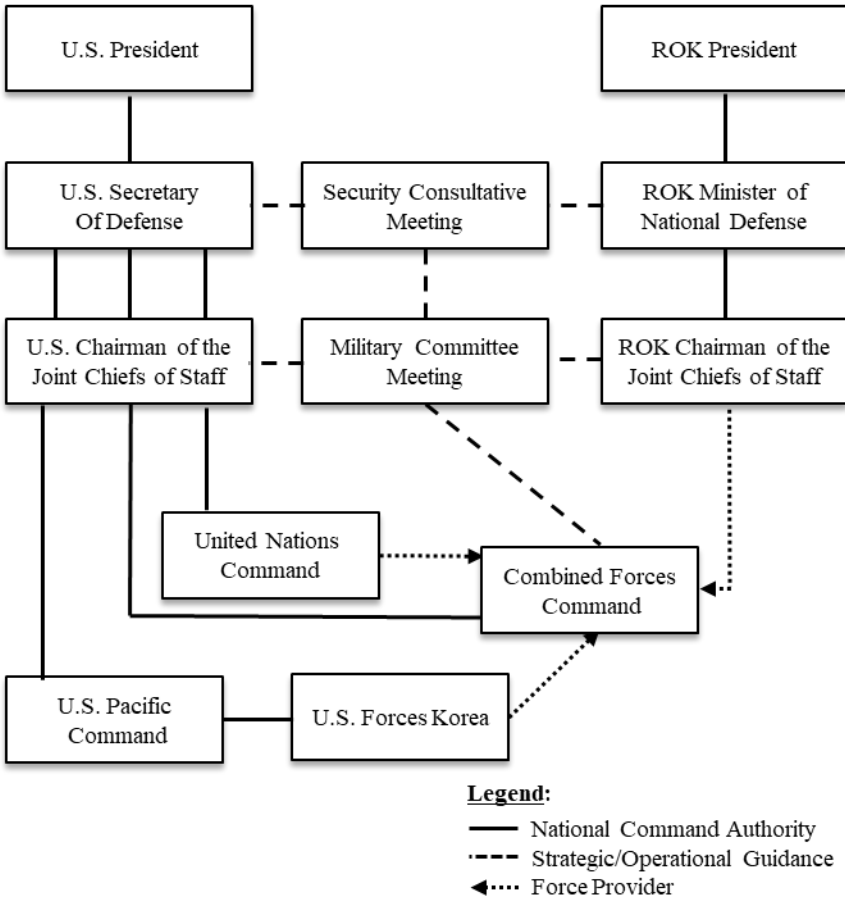 U.S. President
ROK President
U.S. Secretary
Of Defense
Security Consultative
Meeting
ROK Minister of
National Defense
U.S. Chairman of the
Joint Chiefs of Staff
Military Committee
Meeting
ROK Chairman of the
Joint Chiefs of Staff
United Nations
Command
Combined Forces
Command
U.S. Pacific
Command
U.S. Forces Korea
Legend:
National Command Authority
Strategic/Operational Guidance
Force Provider